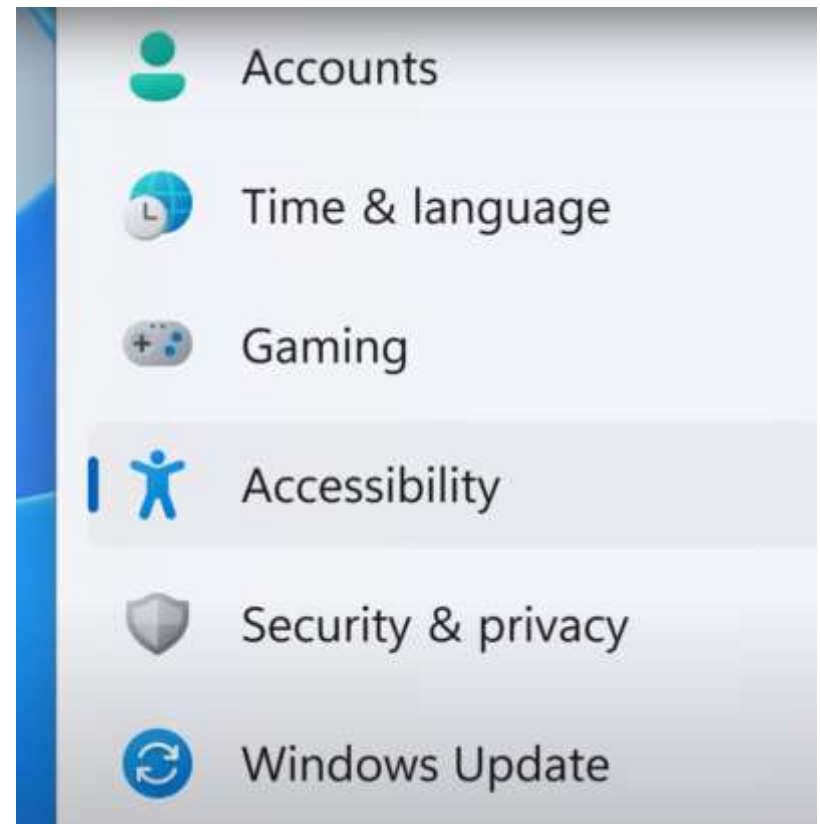 Accounts
Time & language
Gaming
Accessibility
Security & privacy
Windows Update